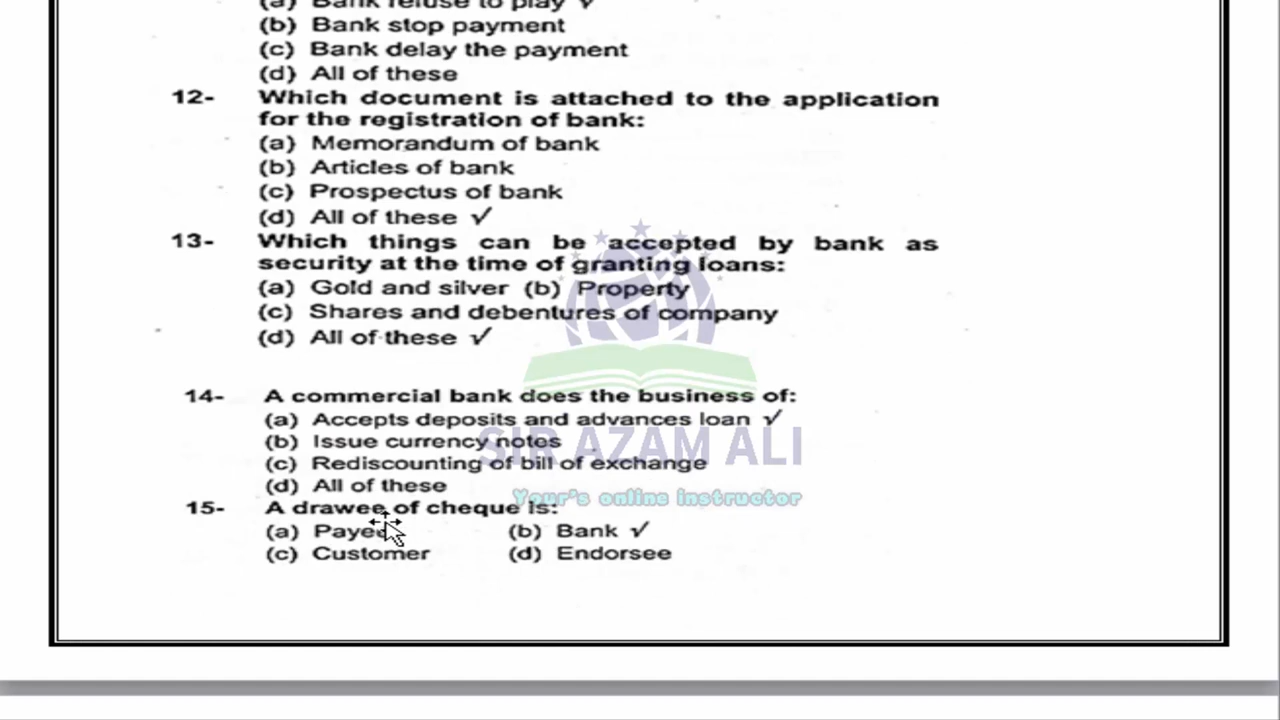 (a) Bank refuse to play ✓
(b) Bank stop payment
(c) Bank delay the payment
(d) All of these
12- Which document is attached to the application
for the registration of bank:
(a) Memorandum of bank
(b) Articles of bank
(c) Prospectus of bank
(d) All of these ✓
13- Which things can be accepted by bank as
security at the time of granting loans:
(a) Gold and silver (b) Property
(c) Shares and debentures of company
(d) All of these ✓
14- A commercial bank does the business of:
(a) Accepts deposits and advances loan ✓
(b) Issue currency notes
(c) Rediscounting of bill of exchange
(d) All of these
15- A drawee of cheque is:
(a) Payee (b) Bank ✓
(c) Customer (d) Endorsee
SIR AZAM ALI
Your's online instructor